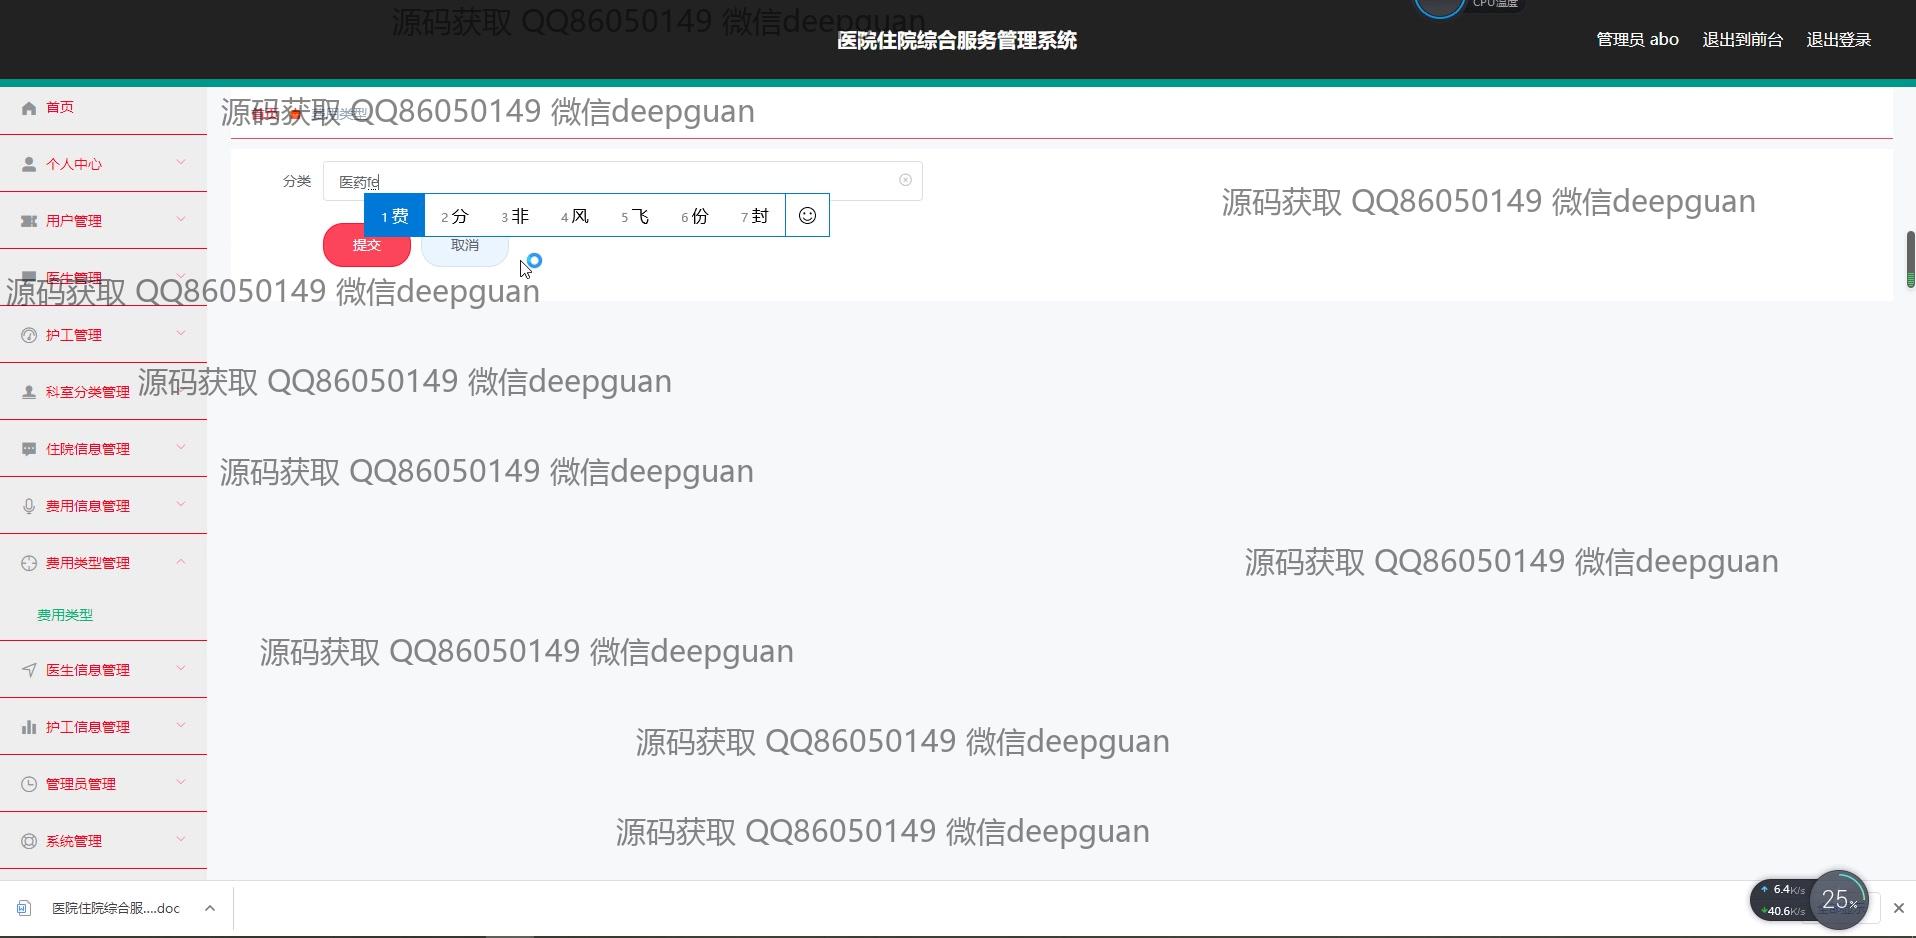 源码获取 QQ86050149 微信deepguan
CPU温度
医院住院综合服务管理系统
管理员 abo 退出到前台 退出登录
首页
首页 费用类型
源码获取 QQ86050149 微信deepguan
个人中心
分类 医药fe
源码获取 QQ86050149 微信deepguan
1 费 2 分 3 非 4 风 5 飞 6 份 7 封
用户管理
提交 取消
医生管理
源码获取 QQ86050149 微信deepguan
护工管理
科室分类管理
源码获取 QQ86050149 微信deepguan
住院信息管理
源码获取 QQ86050149 微信deepguan
费用信息管理
费用类型管理
源码获取 QQ86050149 微信deepguan
费用类型
源码获取 QQ86050149 微信deepguan
医生信息管理
护工信息管理
源码获取 QQ86050149 微信deepguan
管理员管理
源码获取 QQ86050149 微信deepguan
系统管理
医院住院综合服....doc
6.4K/s
40.6K/s
25%